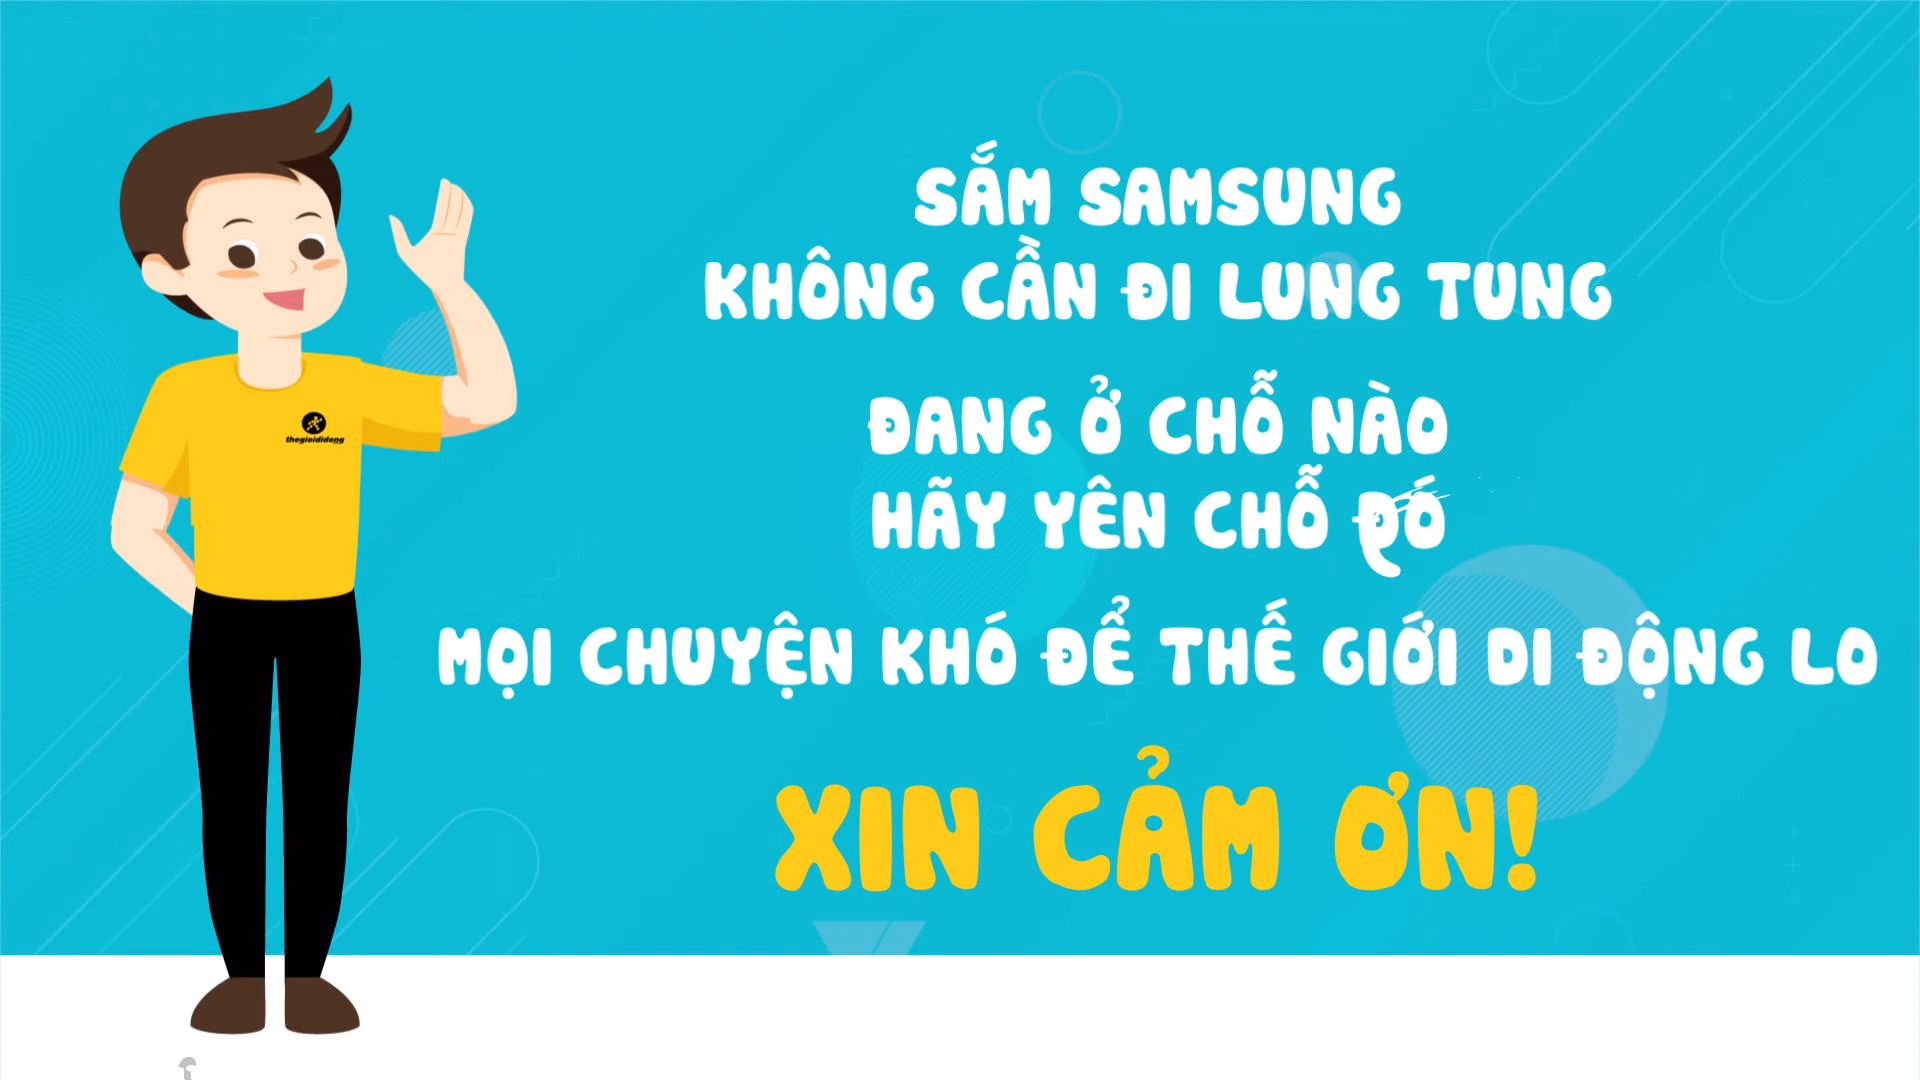 SẮM SAMSUNG
KHÔNG CẦN ĐI LUNG TUNG
ĐANG Ở CHỖ NÀO
HÃY YÊN CHỖ ĐÓ
MỌI CHUYỆN KHÓ ĐỂ THẾ GIỚI DI ĐỘNG LO
XIN CẢM ƠN!
thegioididong